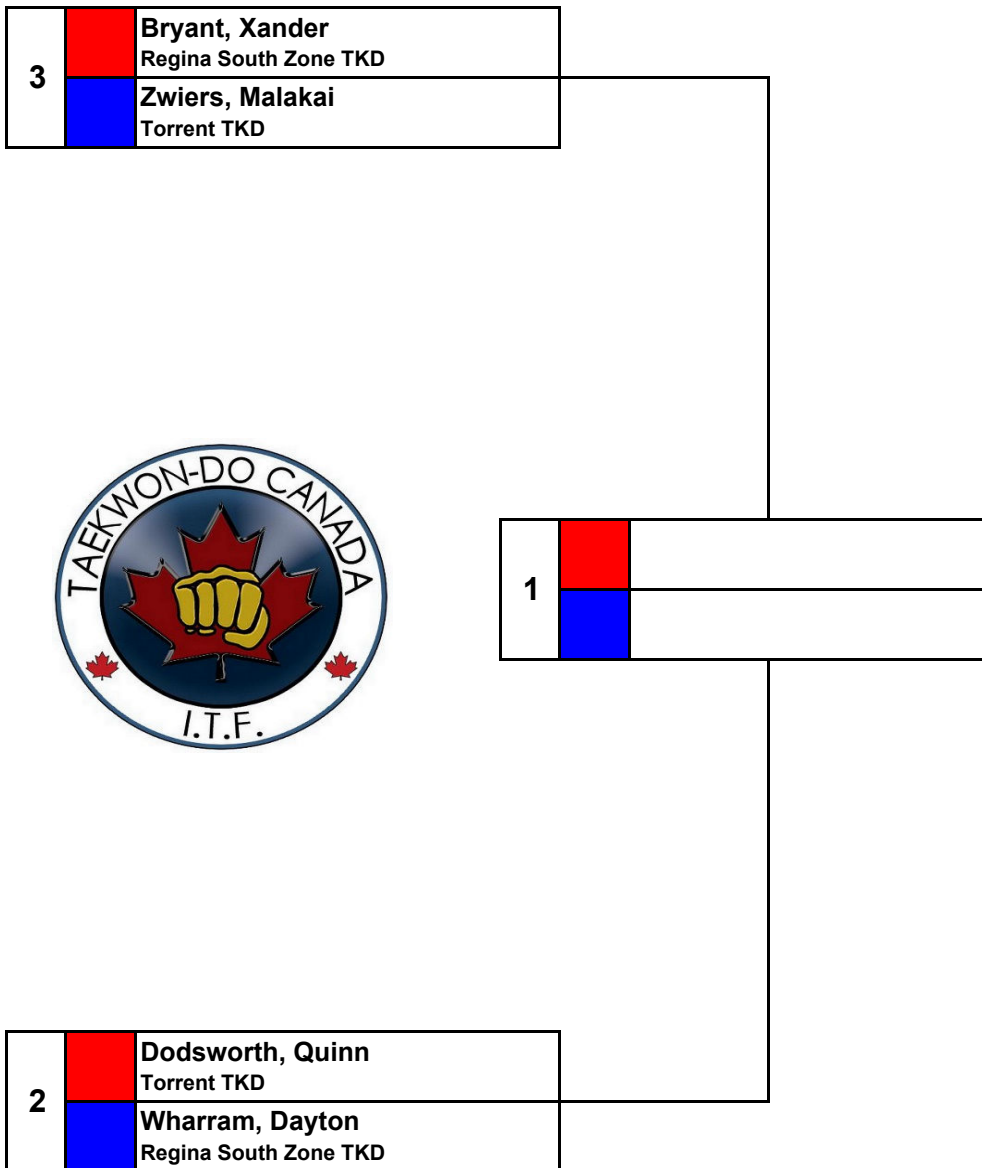 3
Bryant, Xander
Regina South Zone TKD
Zwiers, Malakai
Torrent TKD
TAEKWON-DO CANADA
I.T.F.
1
2
Dodsworth, Quinn
Torrent TKD
Wharram, Dayton
Regina South Zone TKD